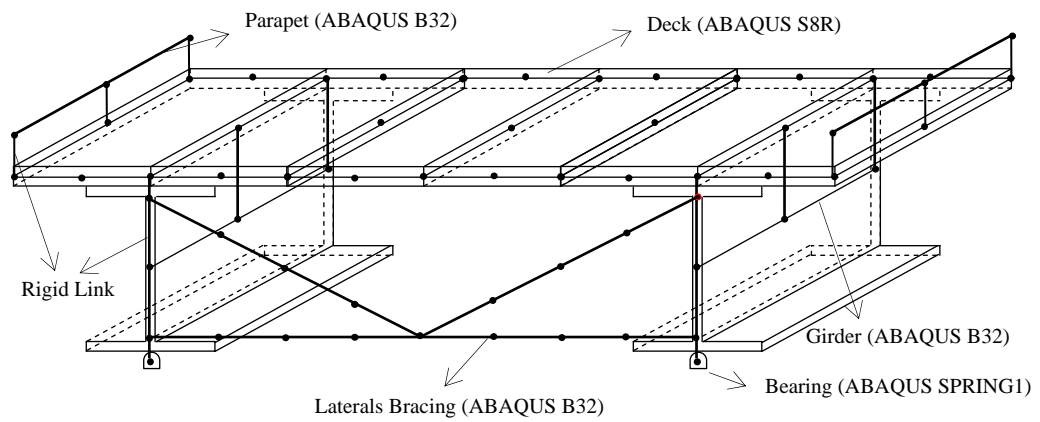 Parapet (ABAQUS B32)
Deck (ABAQUS S8R)
Rigid Link
Girder (ABAQUS B32)
Bearing (ABAQUS SPRING1)
Laterals Bracing (ABAQUS B32)